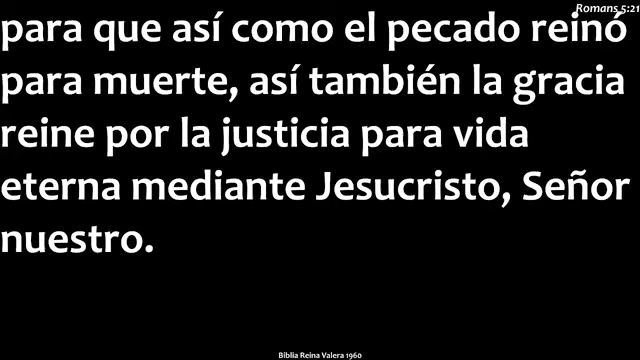 Romans 5:21
para que así como el pecado reinó
para muerte, así también la gracia
reine por la justicia para vida
eterna mediante Jesucristo, Señor
nuestro.
Biblia Reina Valera 1960